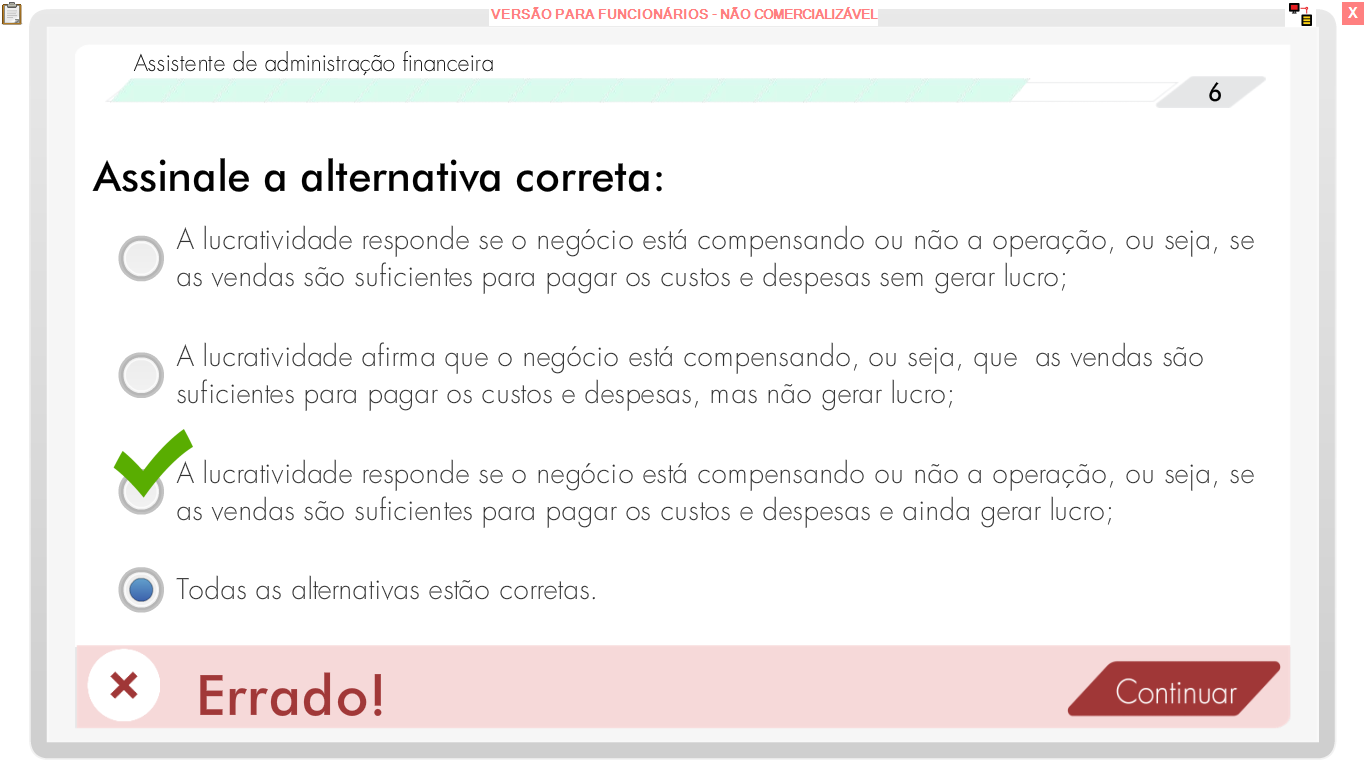 VERSÃO PARA FUNCIONÁRIOS - NÃO COMERCIALIZÁVEL
X
Assistente de administração financeira
6
Assinale a alternativa correta:
A lucratividade responde se o negócio está compensando ou não a operação, ou seja, se
as vendas são suficientes para pagar os custos e despesas sem gerar lucro;
A lucratividade afirma que o negócio está compensando, ou seja, que  as vendas são
suficientes para pagar os custos e despesas, mas não gerar lucro;
A lucratividade responde se o negócio está compensando ou não a operação, ou seja, se
as vendas são suficientes para pagar os custos e despesas e ainda gerar lucro;
Todas as alternativas estão corretas.
Errado!
Continuar